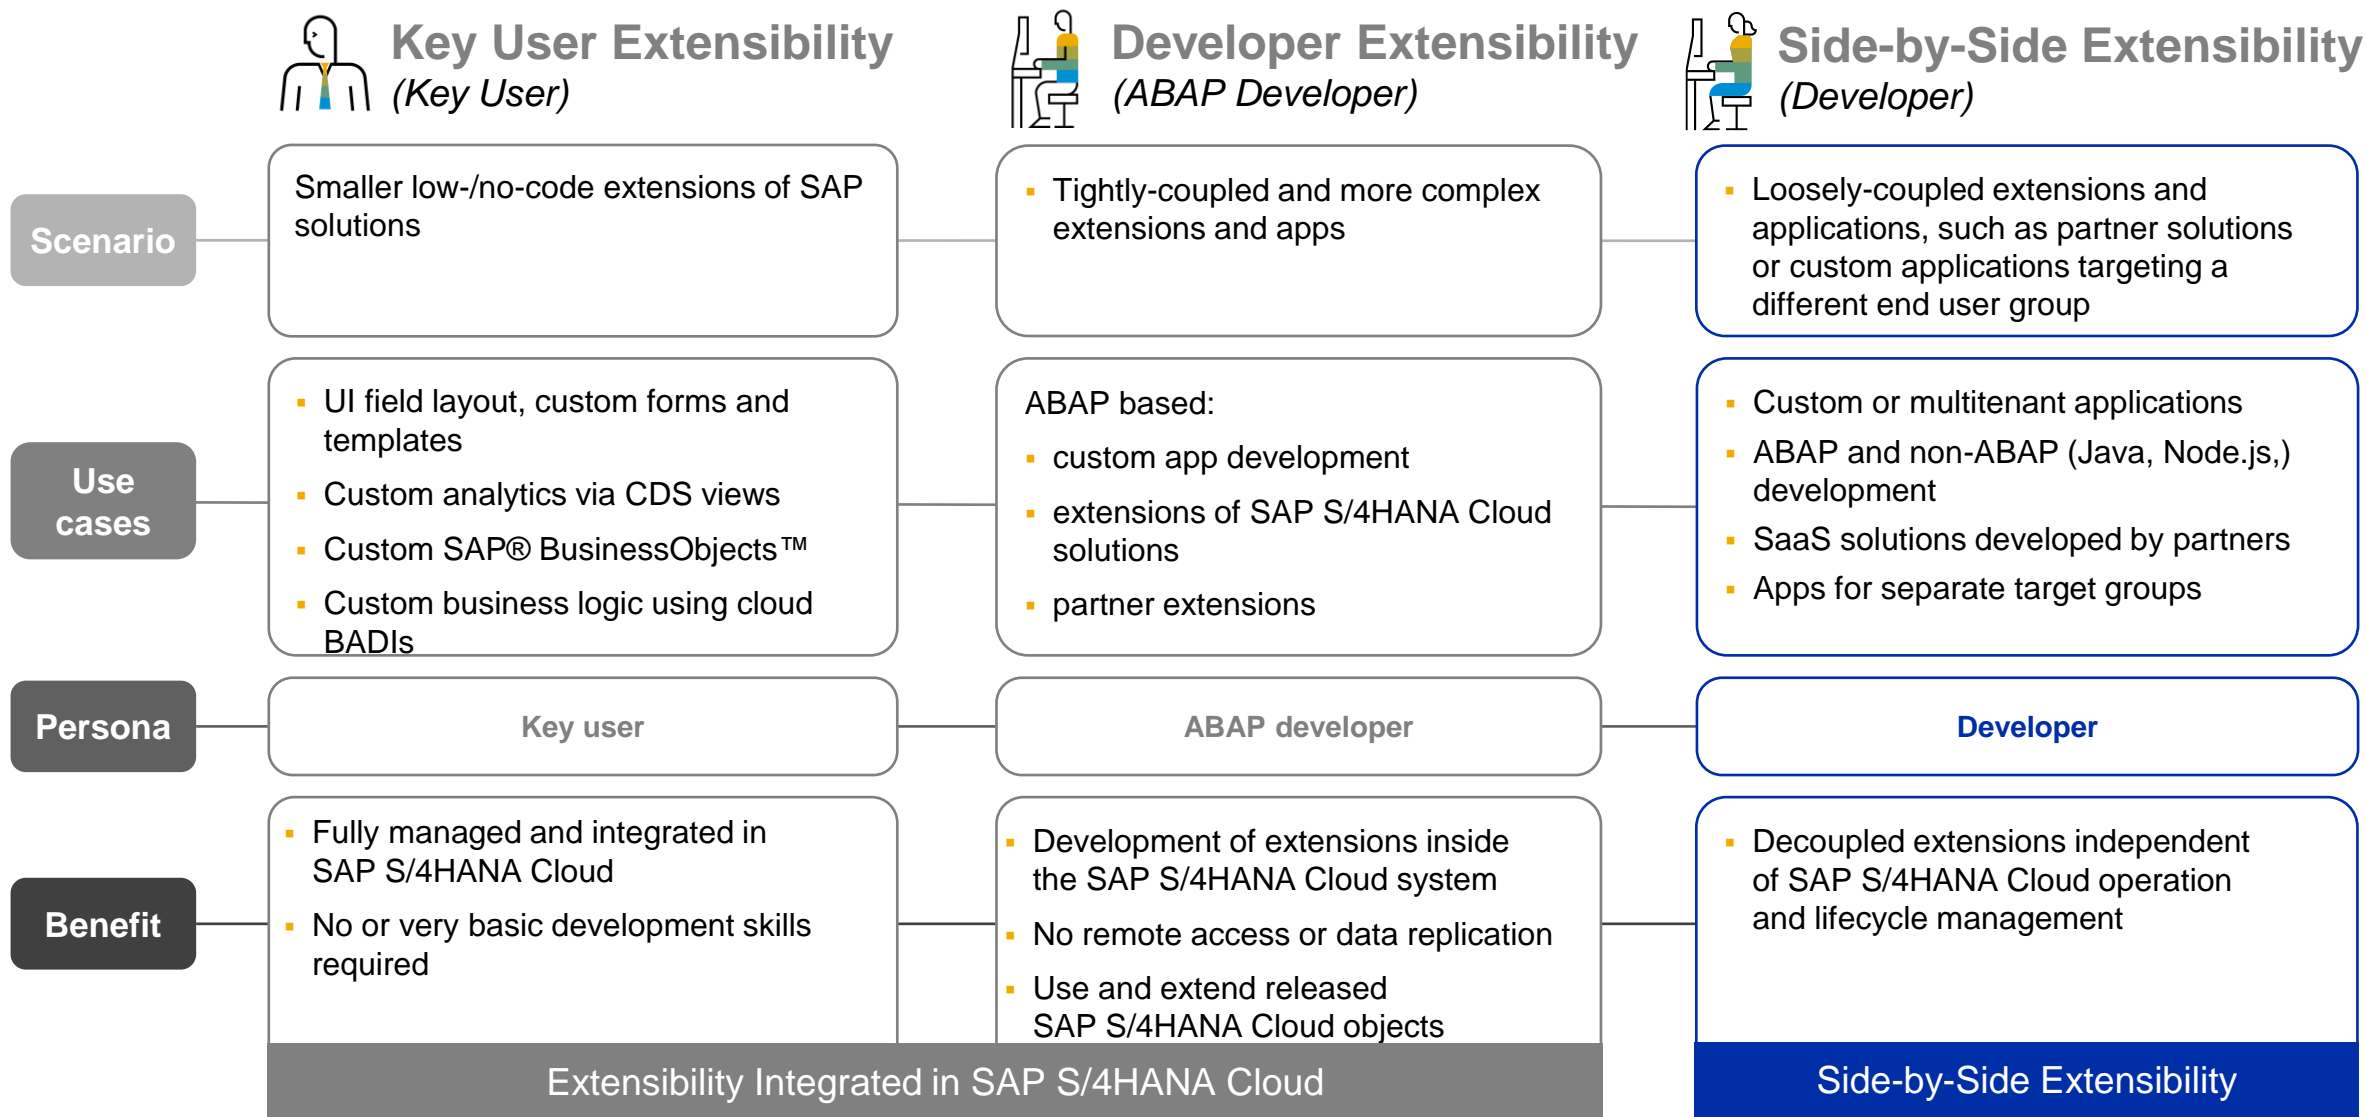 Key User Extensibility
(Key User)
Developer Extensibility
(ABAP Developer)
Side-by-Side Extensibility
(Developer)
Scenario
Smaller low-/no-code extensions of SAP
solutions
▪ Tightly-coupled and more complex
extensions and apps
▪ Loosely-coupled extensions and
applications, such as partner solutions
or custom applications targeting a
different end user group
Use
cases
▪ UI field layout, custom forms and
templates
▪ Custom analytics via CDS views
▪ Custom SAP® BusinessObjects™
▪ Custom business logic using cloud
BADIs
ABAP based:
▪ custom app development
▪ extensions of SAP S/4HANA Cloud
solutions
▪ partner extensions
▪ Custom or multitenant applications
▪ ABAP and non-ABAP (Java, Node.js,)
development
▪ SaaS solutions developed by partners
▪ Apps for separate target groups
Persona
Key user
ABAP developer
Developer
Benefit
▪ Fully managed and integrated in
SAP S/4HANA Cloud
▪ No or very basic development skills
required
▪ Development of extensions inside
the SAP S/4HANA Cloud system
▪ No remote access or data replication
▪ Use and extend released
SAP S/4HANA Cloud objects
▪ Decoupled extensions independent
of SAP S/4HANA Cloud operation
and lifecycle management
Extensibility Integrated in SAP S/4HANA Cloud
Side-by-Side Extensibility